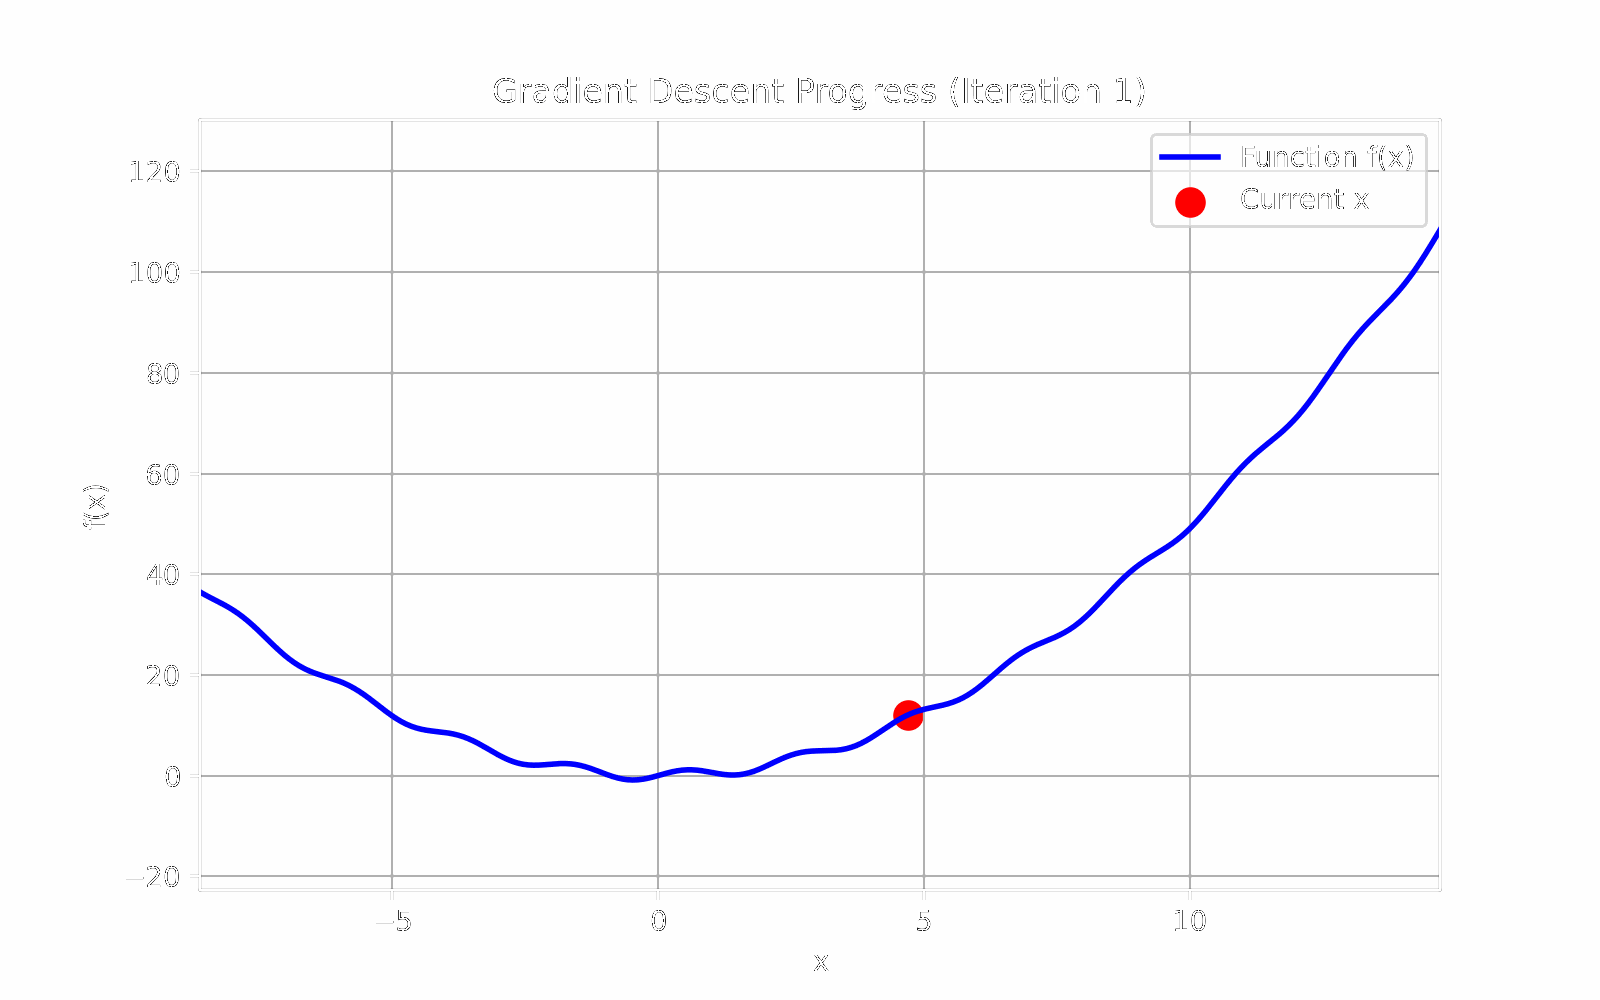 Gradient Descent Progress (Iteration 1)
Function f(x)
Current x
120
100
80
60
40
20
0
−20
f(x)
−5
0
5
10
x